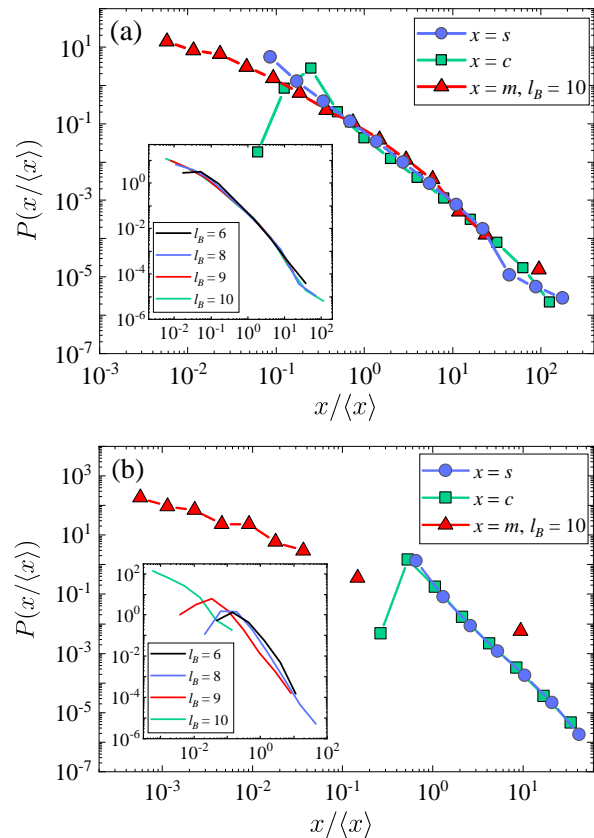 (a)
x = s
x = c
x = m, l_B = 10
10^1
10^-1
10^-3
10^-5
10^-7
P(x/⟨x⟩)
10^0
10^-2
10^-4
10^-6
l_B = 6
l_B = 8
l_B = 9
l_B = 10
10^-2 10^0 10^2
10^-3 10^-2 10^-1 10^0 10^1 10^2
x/⟨x⟩
(b)
x = s
x = c
x = m, l_B = 10
10^3
10^1
10^-1
10^-3
10^-5
10^-7
P(x/⟨x⟩)
10^2
10^0
10^-2
10^-4
10^-6
l_B = 6
l_B = 8
l_B = 9
l_B = 10
10^-2 10^0 10^2
10^-3 10^-2 10^-1 10^0 10^1
x/⟨x⟩